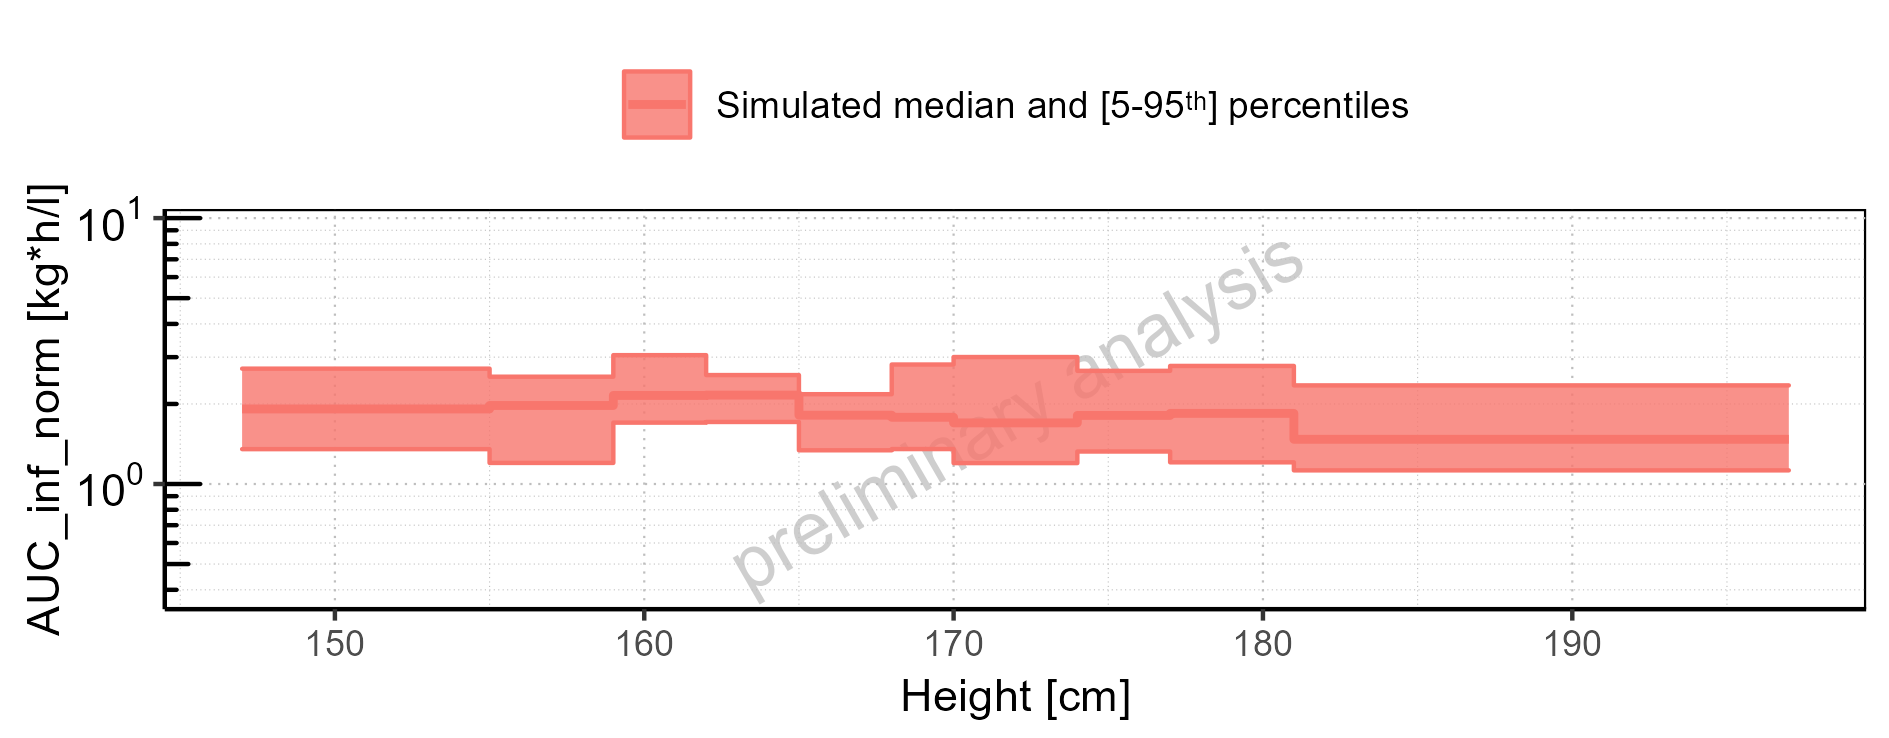 Simulated median and [5-95th] percentiles
AUC_inf_norm [kg*h/l]
10^1
10^0
preliminary analysis
150 160 170 180 190
Height [cm]